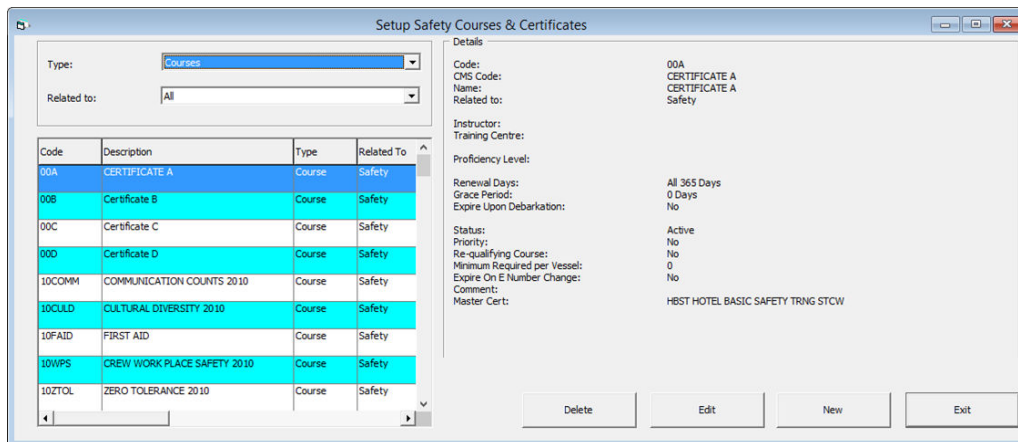 Setup Safety Courses & Certificates
Type: Courses
Related to: All
Code Description Type Related To
00A CERTIFICATE A Course Safety
00B Certificate B Course Safety
00C Certificate C Course Safety
00D Certificate D Course Safety
10COMM COMMUNICATION COUNTS 2010 Course Safety
10CULD CULTURAL DIVERSITY 2010 Course Safety
10FAID FIRST AID Course Safety
10WPS CREW WORK PLACE SAFETY 2010 Course Safety
10ZTOL ZERO TOLERANCE 2010 Course Safety
Details
Code: 00A
CMS Code: CERTIFICATE A
Name: CERTIFICATE A
Related to: Safety
Instructor:
Training Centre:
Proficiency Level:
Renewal Days: All 365 Days
Grace Period: 0 Days
Expire Upon Debarkation: No
Status: Active
Priority: No
Re-qualifying Course: No
Minimum Required per Vessel: 0
Expire On E Number Change: No
Comment:
Master Cert: HBST HOTEL BASIC SAFETY TRNG STCW
Delete Edit New Exit